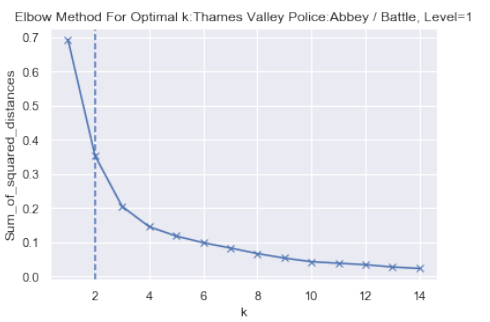 Elbow Method For Optimal k:Thames Valley Police:Abbey / Battle, Level=1
0.7
0.6
0.5
0.4
0.3
0.2
0.1
0.0
Sum_of_squared_distances
2 4 6 8 10 12 14
k